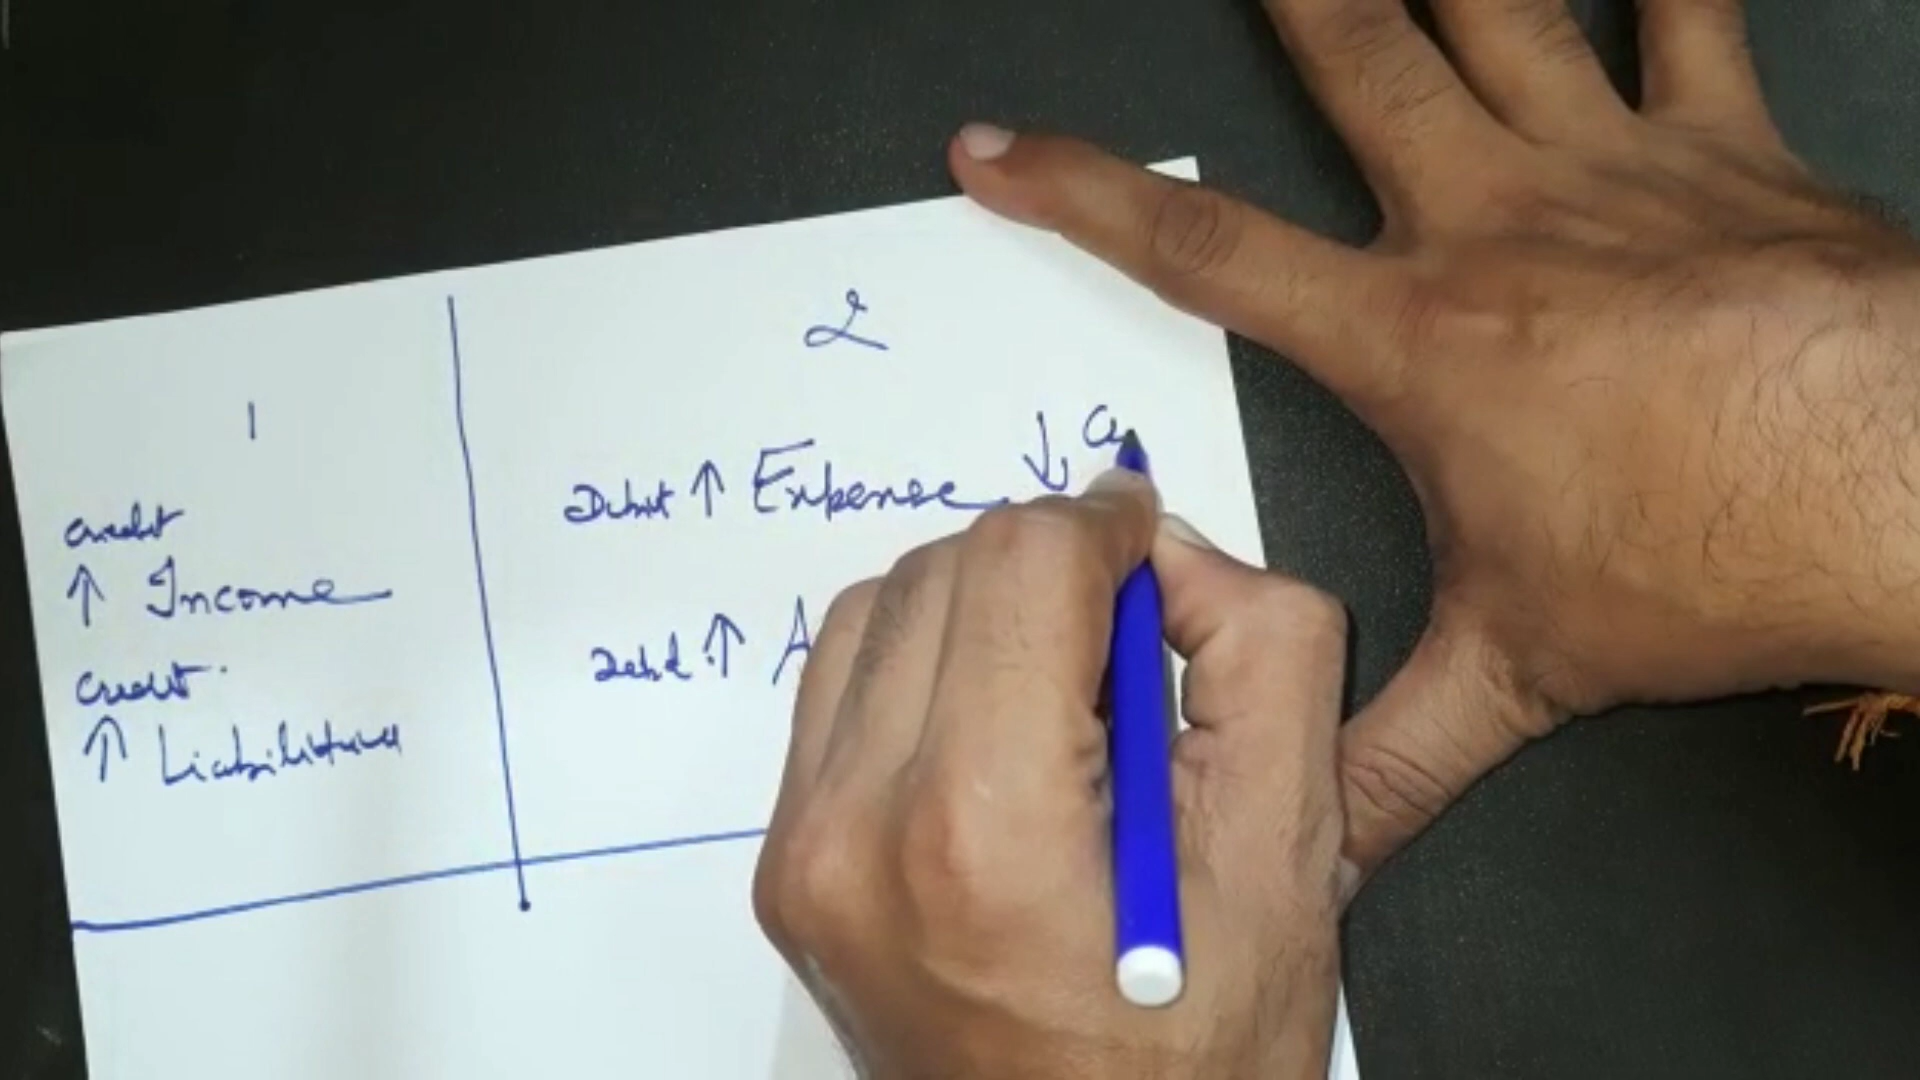 1
Credit
↑ Income
Credit
↑ Liabilities
2
Debit ↑ Expense ↓
Debit ↑ A